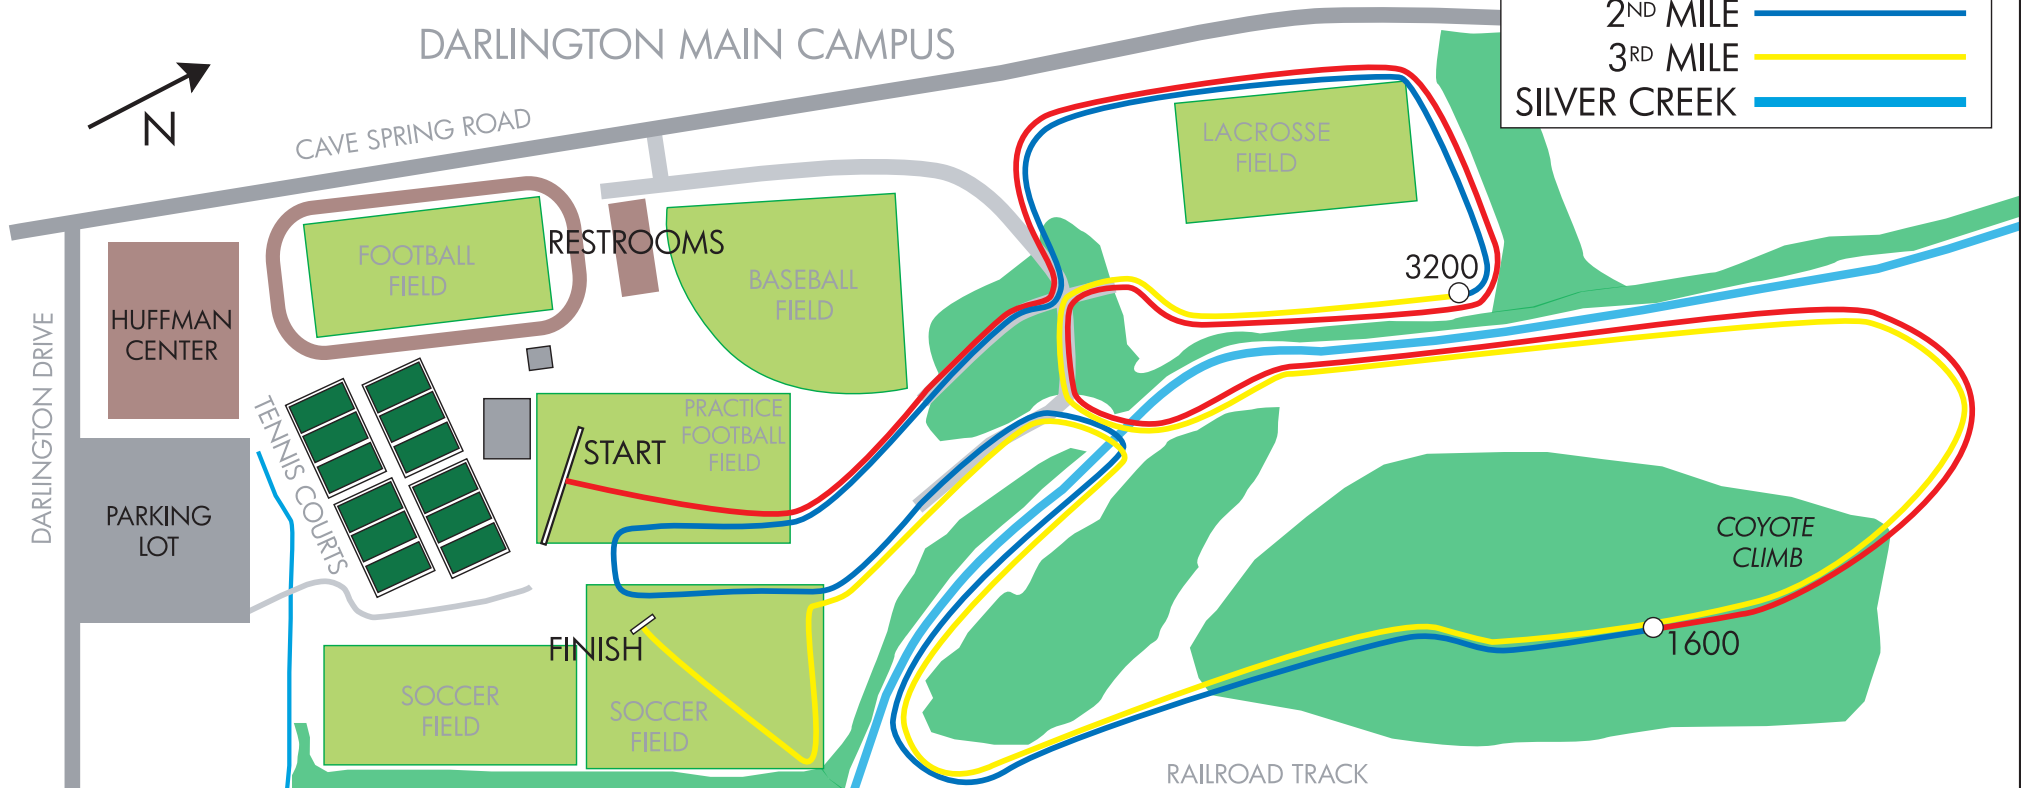 DARLINGTON MAIN CAMPUS
2ND MILE
3RD MILE
SILVER CREEK
N
CAVE SPRING ROAD
LACROSSE
FIELD
RESTROOMS
FOOTBALL
FIELD
BASEBALL
FIELD
3200
HUFFMAN
CENTER
DARLINGTON DRIVE
TENNIS COURTS
PRACTICE
FOOTBALL
FIELD
START
PARKING
LOT
COYOTE
CLIMB
1600
FINISH
SOCCER
FIELD
SOCCER
FIELD
RAILROAD TRACK